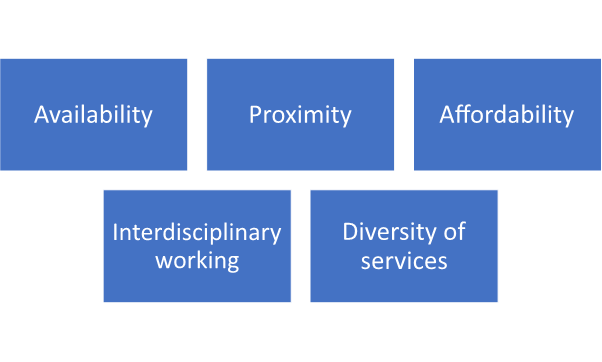 Availability
Proximity
Affordability
Interdisciplinary
working
Diversity of
services